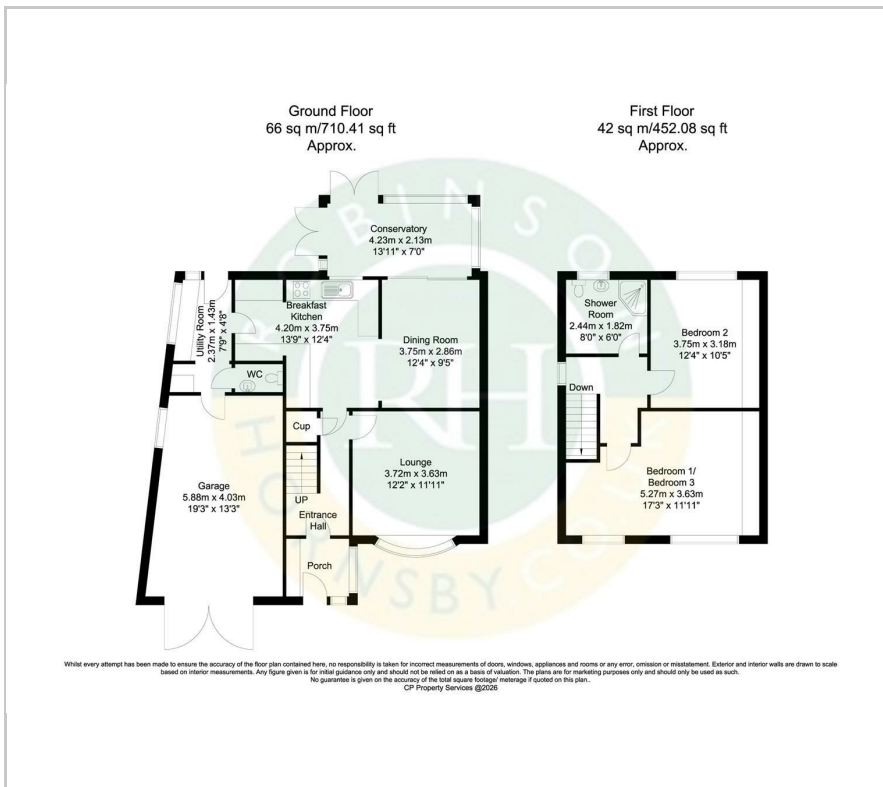 Ground Floor
66 sq m/710.41 sq ft
Approx.
First Floor
42 sq m/452.08 sq ft
Approx.
Conservatory
4.23m x 2.13m
13'11" x 7'0"
Utility Room
2.37m x 1.43m
7'9" x 4'8"
Breakfast
Kitchen
4.20m x 3.75m
13'9" x 12'4"
Dining Room
3.75m x 2.86m
12'4" x 9'5"
WC
Cup
Lounge
3.72m x 3.63m
12'2" x 11'11"
Garage
5.88m x 4.03m
19'3" x 13'3"
UP
Entrance
Hall
Porch
Shower
Room
2.44m x 1.82m
8'0" x 6'0"
Bedroom 2
3.75m x 3.18m
12'4" x 10'5"
Down
Bedroom 1/
Bedroom 3
5.27m x 3.63m
17'3" x 11'11"
ROBINSON
RH
HORNSBY.CO.UK
Whilst every attempt has been made to ensure the accuracy of the floor plan contained here, no responsibility is taken for incorrect measurements of doors, windows, appliances and rooms or any error, omission or misstatement. Exterior and interior walls are drawn to scale
based on interior measurements. Any figure given is for initial guidance only and should not be relied on as a basis of valuation. The plans are for marketing purposes only and should only be used as such.
No guarantee is given on the accuracy of the total square footage/ meterage if quoted on this plan..
CP Property Services @2026